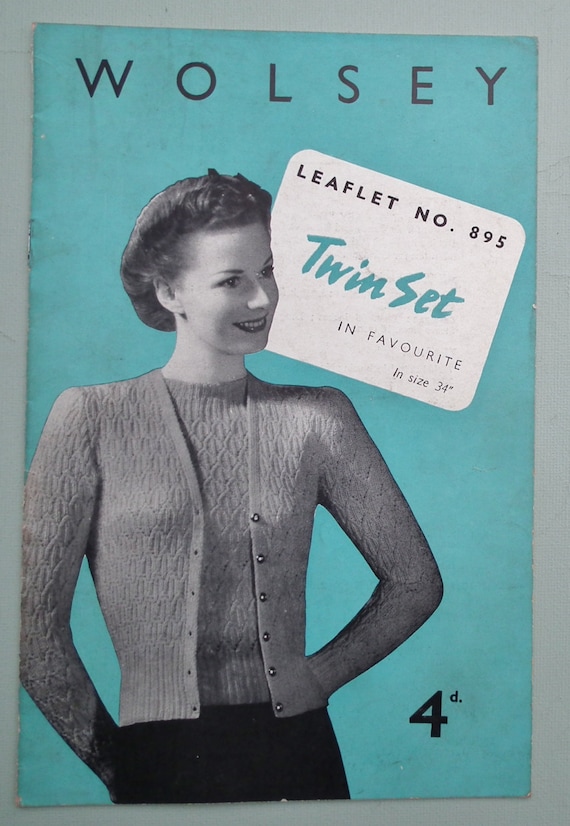 WOLSEY
LEAFLET NO. 895
Twin Set
IN FAVOURITE
In size 34"
4d.